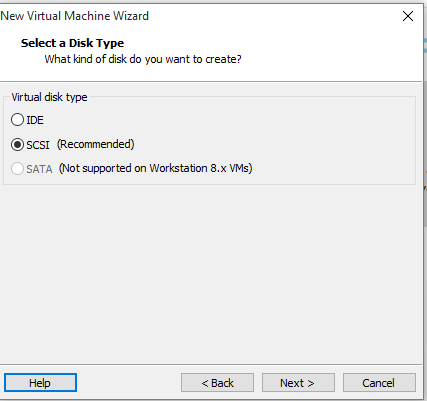 New Virtual Machine Wizard
Select a Disk Type
What kind of disk do you want to create?
Virtual disk type
IDE
SCSI (Recommended)
SATA (Not supported on Workstation 8.x VMs)
Help < Back Next > Cancel